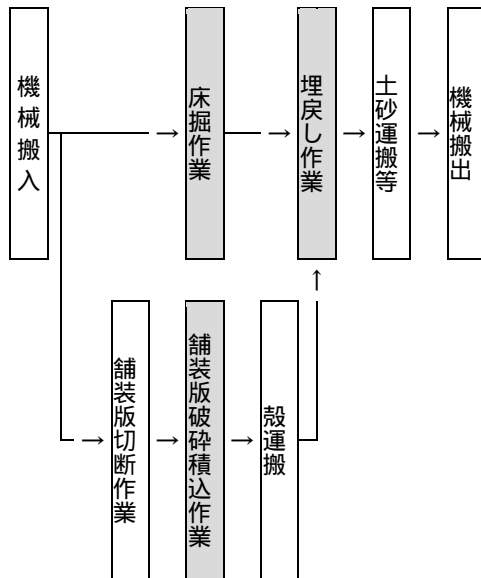 機械搬入
→
床掘作業
→
埋戻し作業
→
土砂運搬等
→
機械搬出
↑
→
舗装版切断作業
→
舗装版破砕積込作業
→
殻運搬